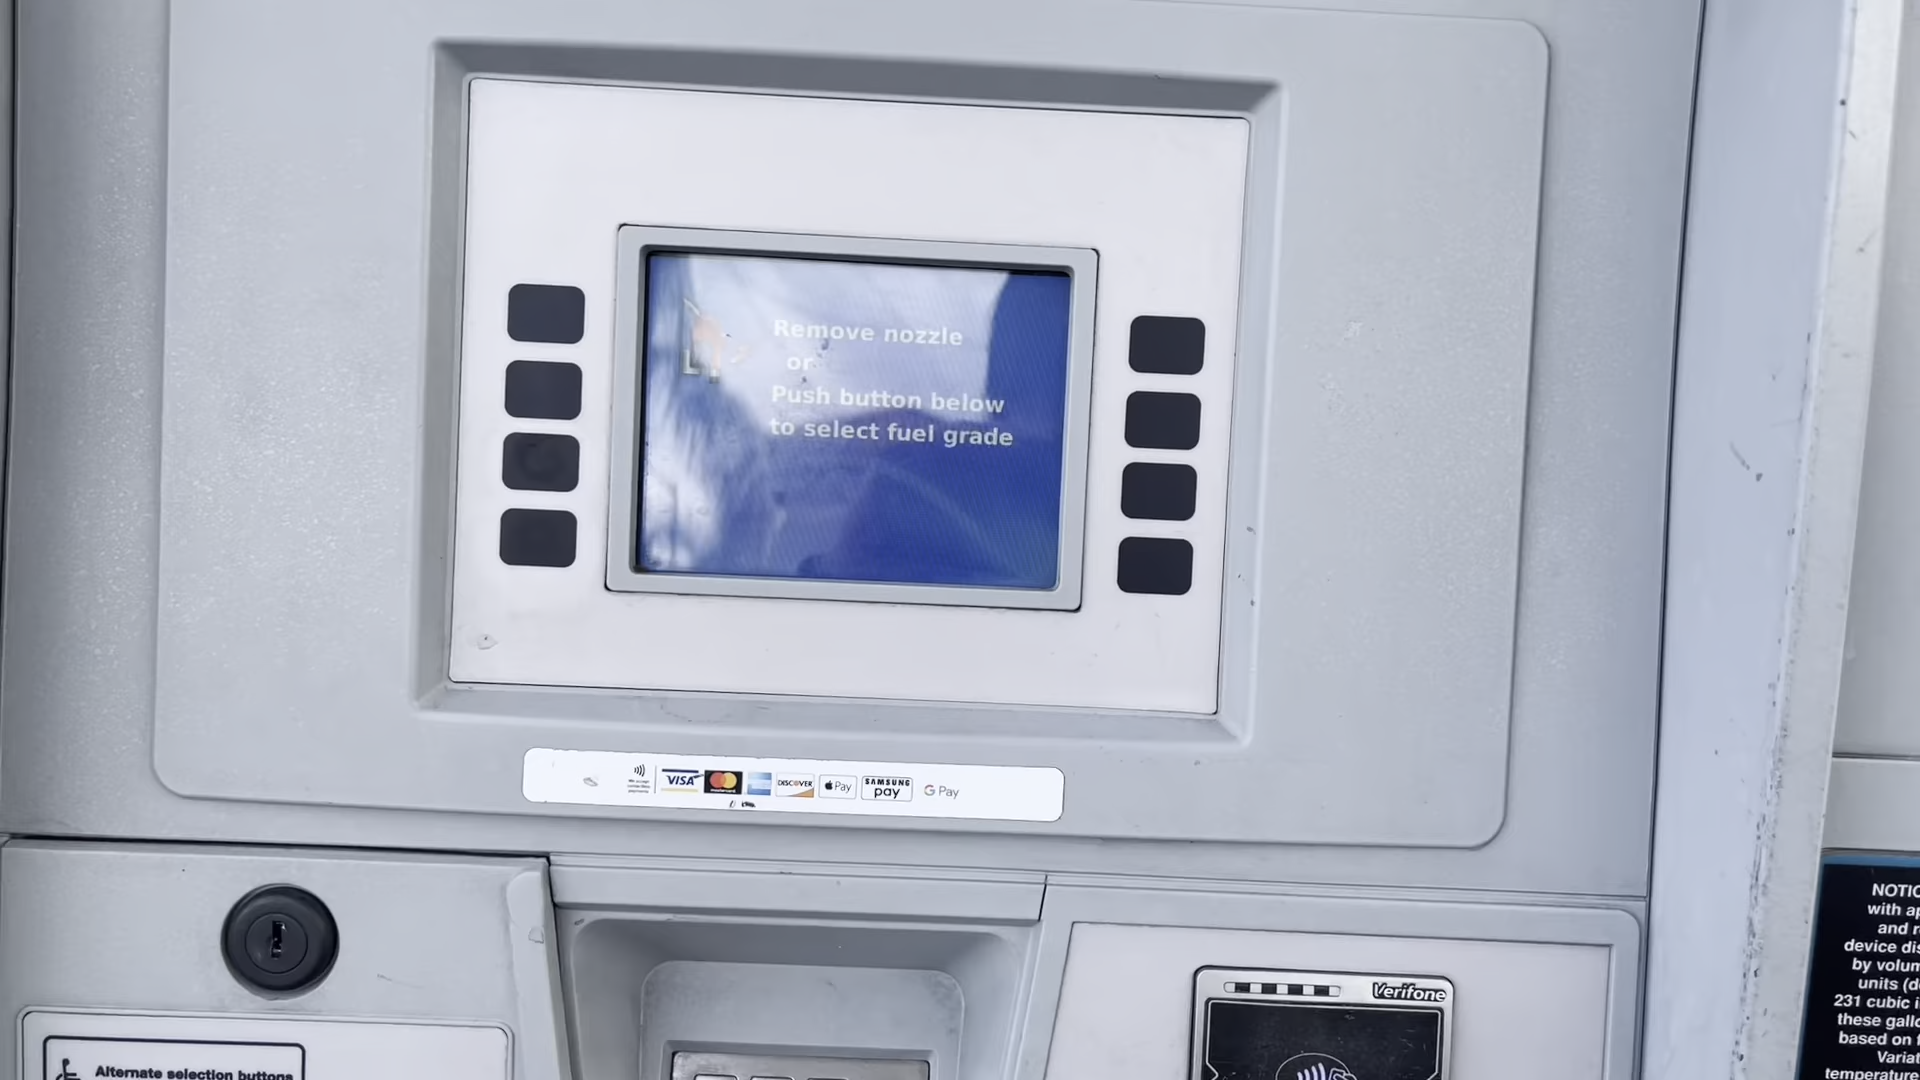 Remove nozzle
or
Push button below
to select fuel grade
VISA
mastercard
DISCOVER
Pay
SAMSUNG
pay
G Pay
Verifone
Alternate selection buttons
NOTIC
with ap
and r
device dis
by volum
units (d
231 cubic i
these gallo
based on f
Variat
temperature